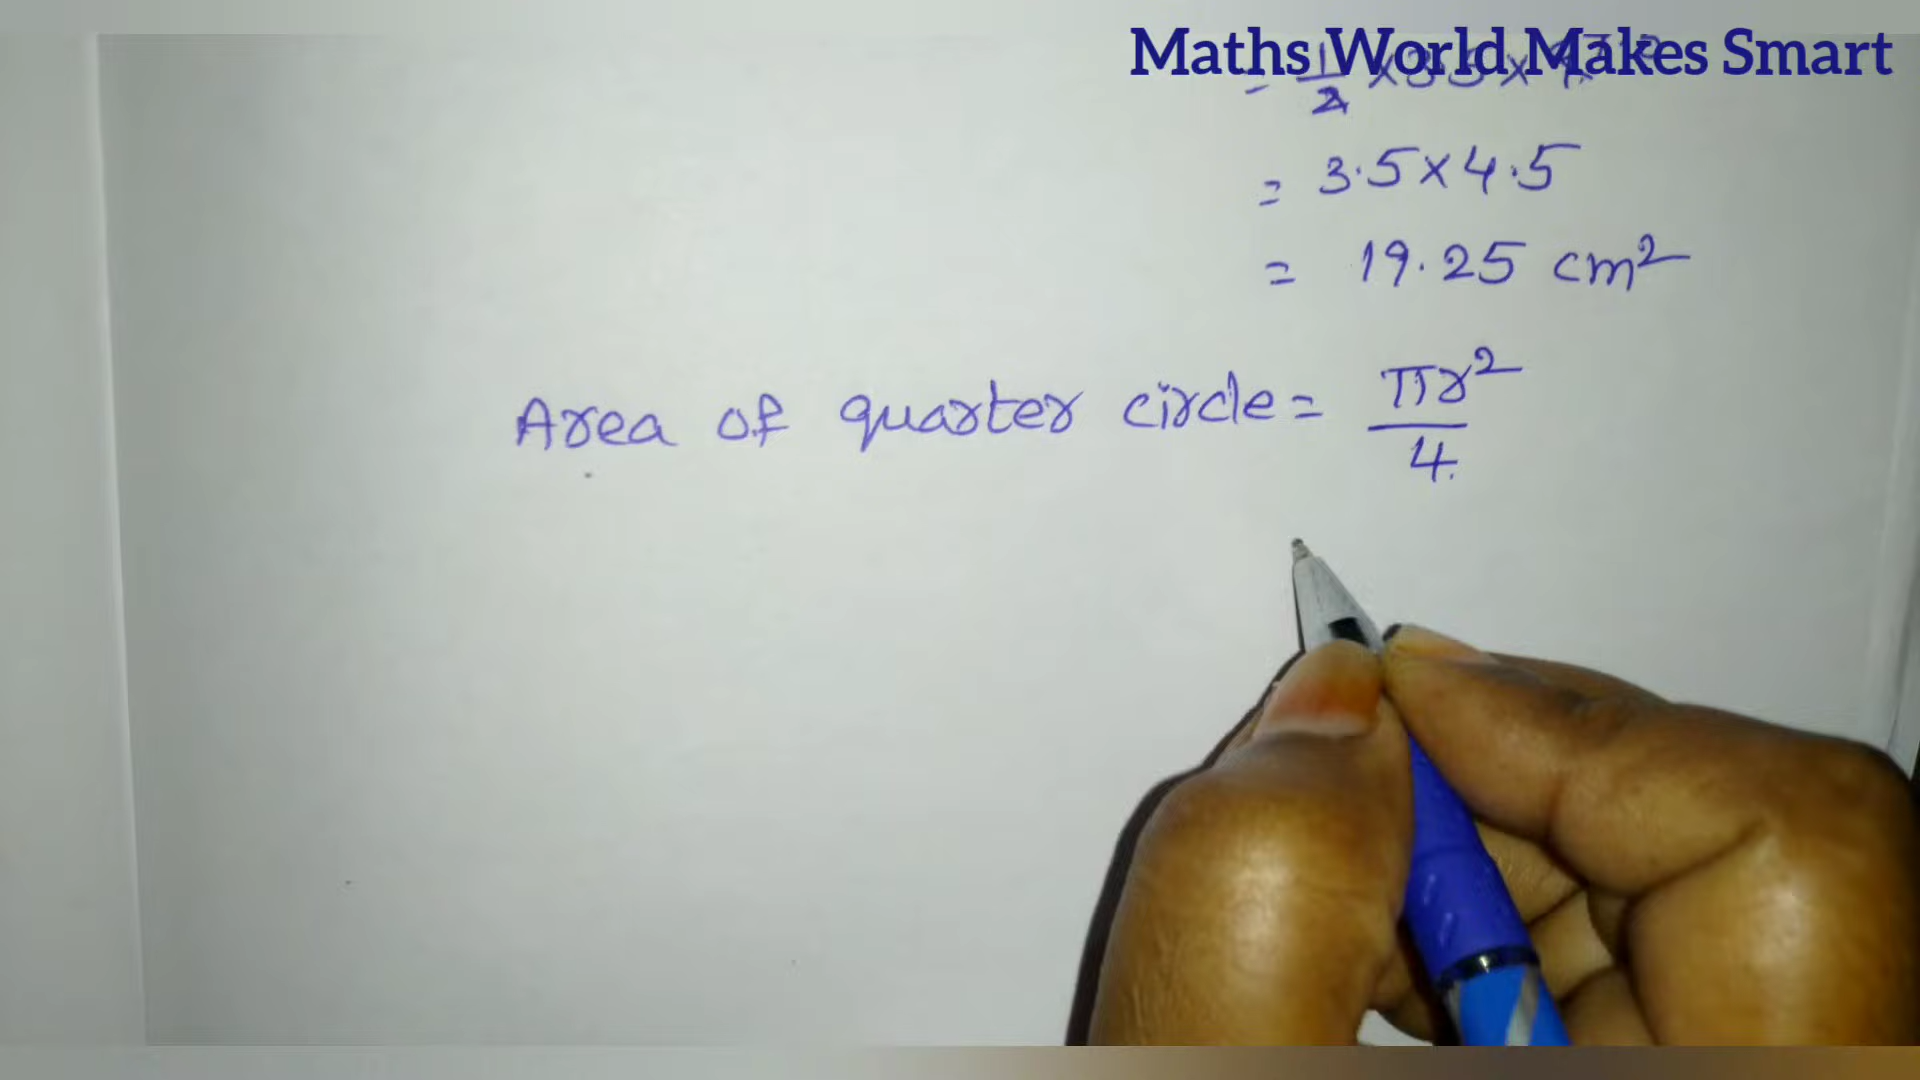 Maths World Makes Smart
= 3.5×4.5
= 19.25 cm²
Area of quarter circle = πr²/4